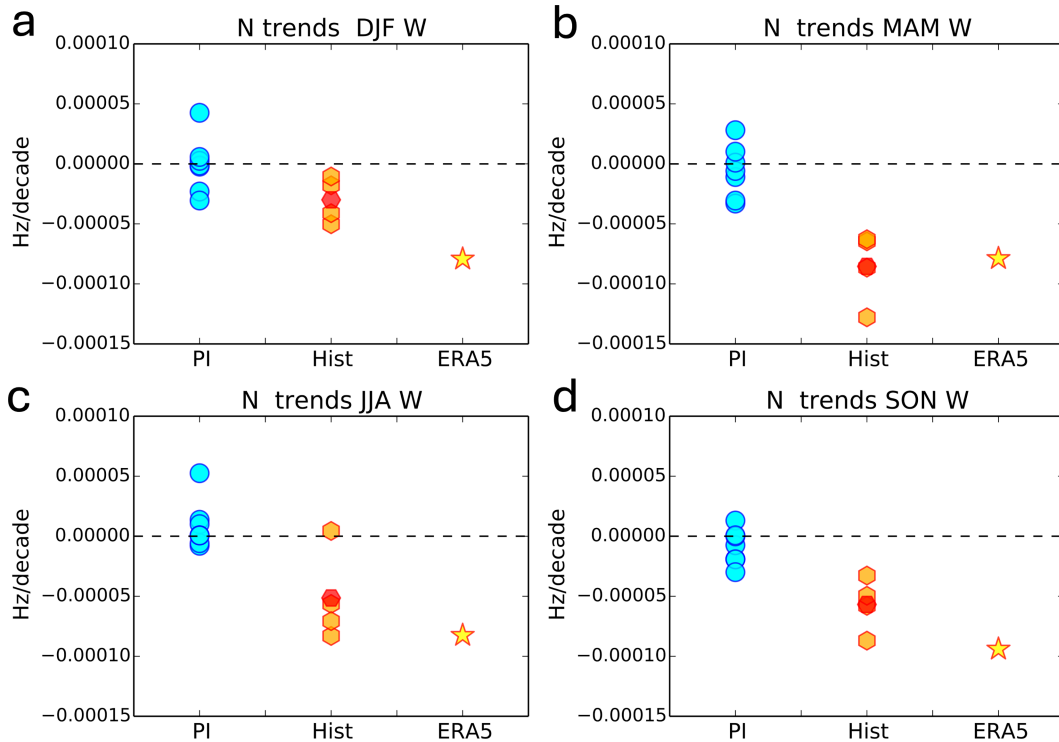 a
N trends DJF W
0.00010
0.00005
0.00000
−0.00005
−0.00010
−0.00015
Hz/decade
PI
Hist
ERA5
b
N trends MAM W
0.00010
0.00005
0.00000
−0.00005
−0.00010
−0.00015
Hz/decade
PI
Hist
ERA5
c
N trends JJA W
0.00010
0.00005
0.00000
−0.00005
−0.00010
−0.00015
Hz/decade
PI
Hist
ERA5
d
N trends SON W
0.00010
0.00005
0.00000
−0.00005
−0.00010
−0.00015
Hz/decade
PI
Hist
ERA5